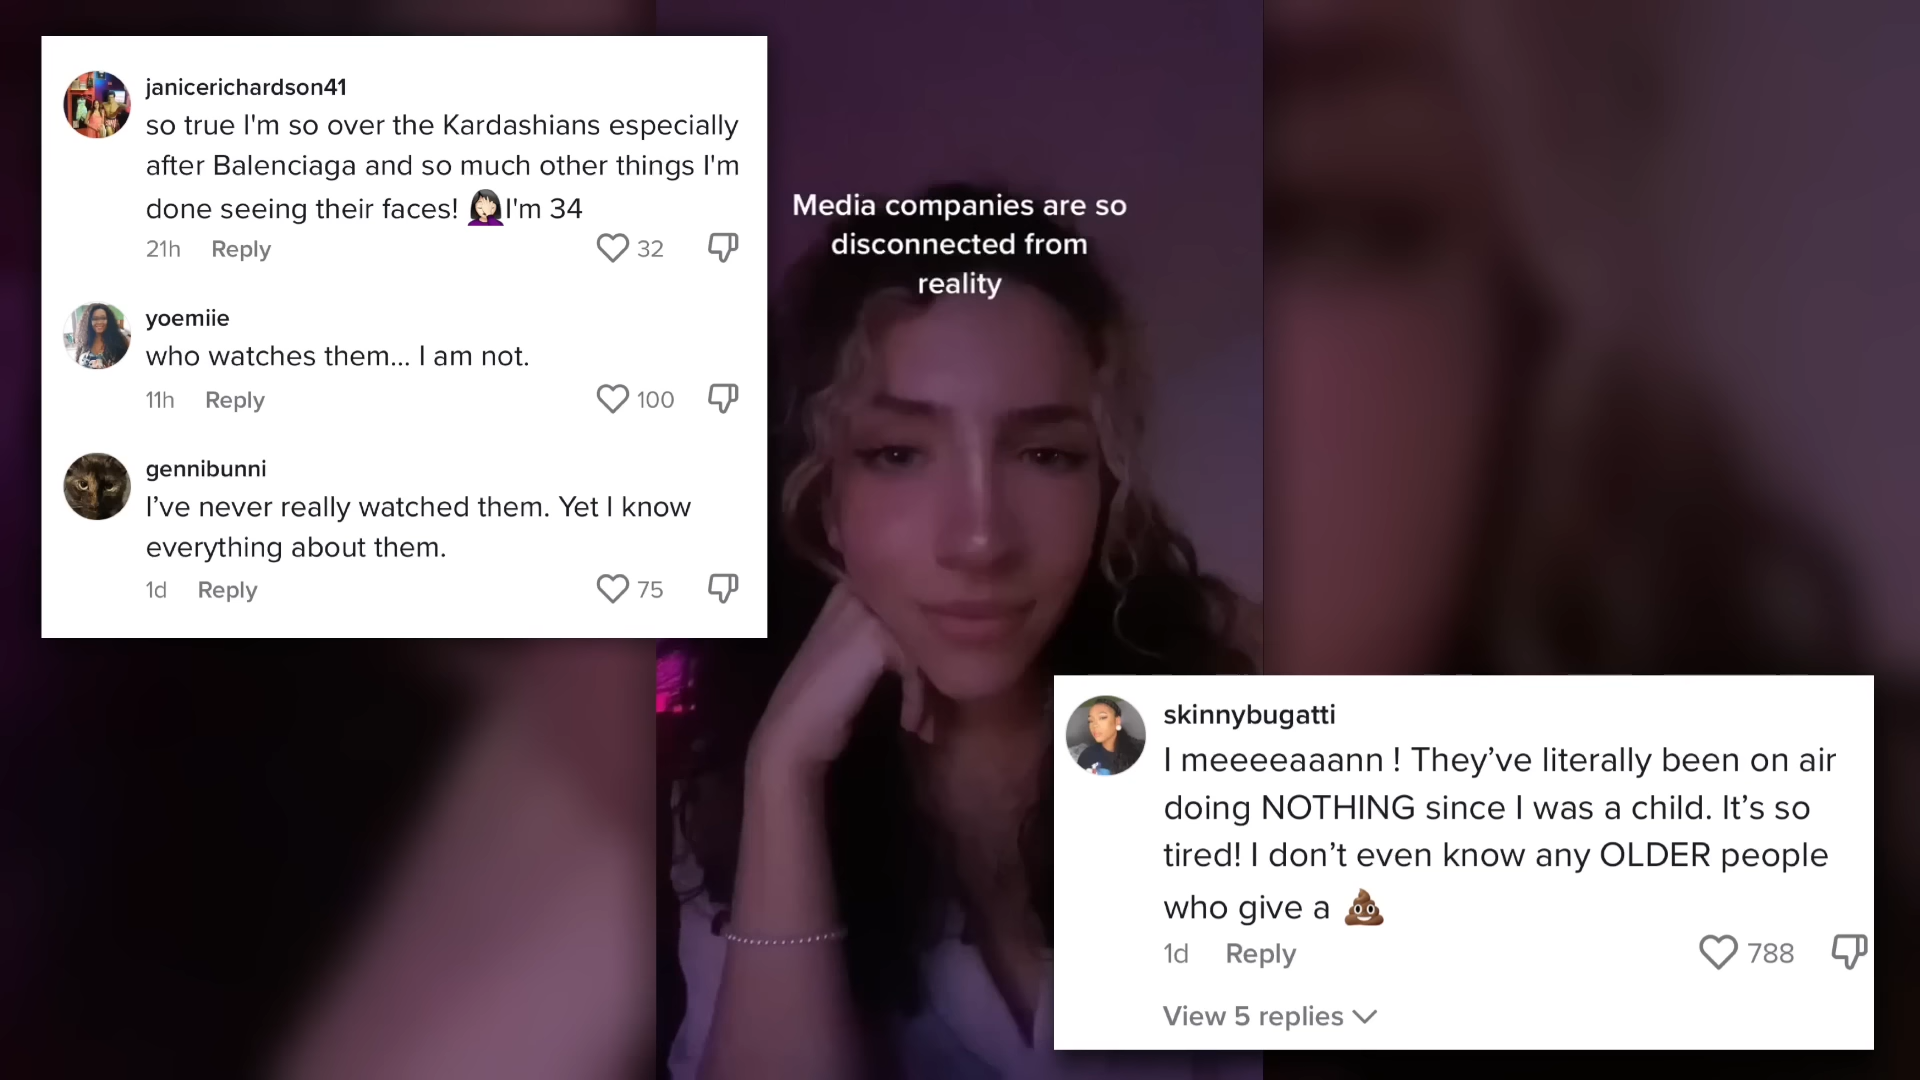 janicerichardson41
so true I'm so over the Kardashians especially
after Balenciaga and so much other things I'm
done seeing their faces! 🤦🏻‍♀️I'm 34
21h Reply 32
yoemiie
who watches them... I am not.
11h Reply 100
gennibunni
I’ve never really watched them. Yet I know
everything about them.
1d Reply 75
Media companies are so
disconnected from
reality
skinnybugatti
I meeeeaaann ! They’ve literally been on air
doing NOTHING since I was a child. It’s so
tired! I don’t even know any OLDER people
who give a 💩
1d Reply 788
View 5 replies